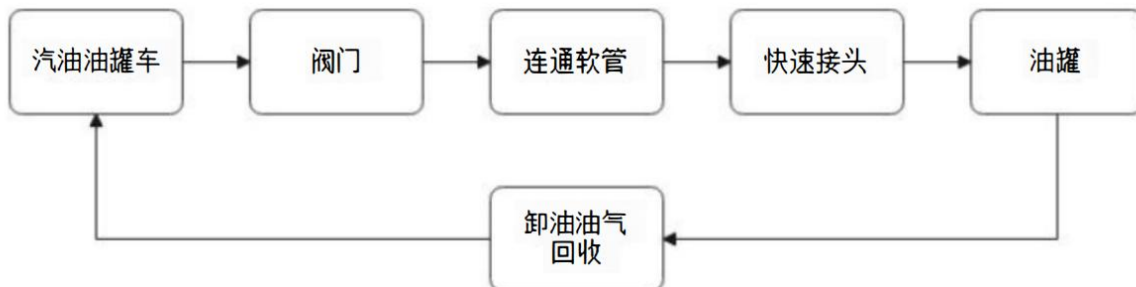 汽油油罐车
阀门
连通软管
快速接头
油罐
卸油油气
回收